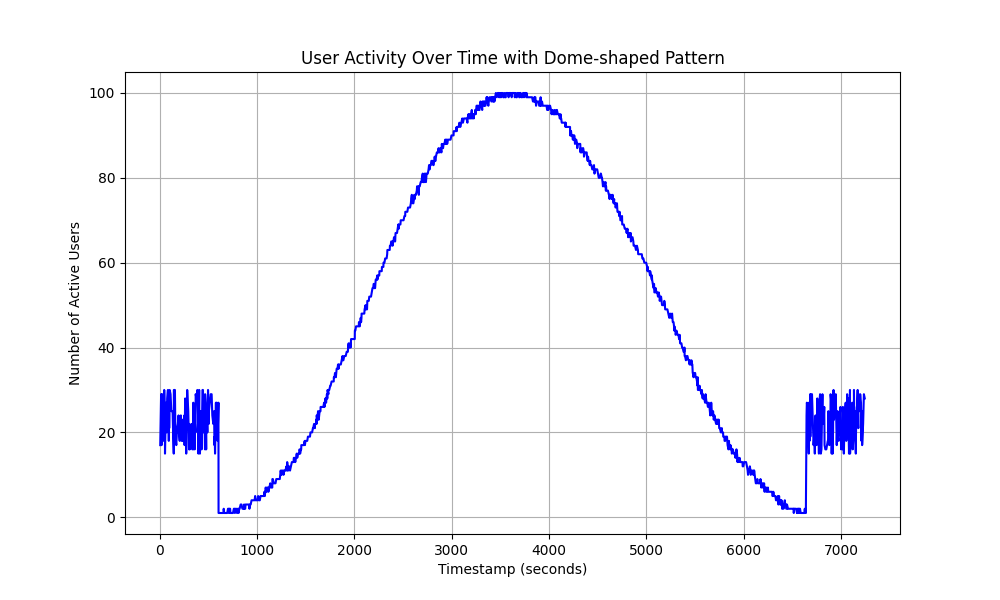 User Activity Over Time with Dome-shaped Pattern
Number of Active Users
100
80
60
40
20
0
0 1000 2000 3000 4000 5000 6000 7000
Timestamp (seconds)